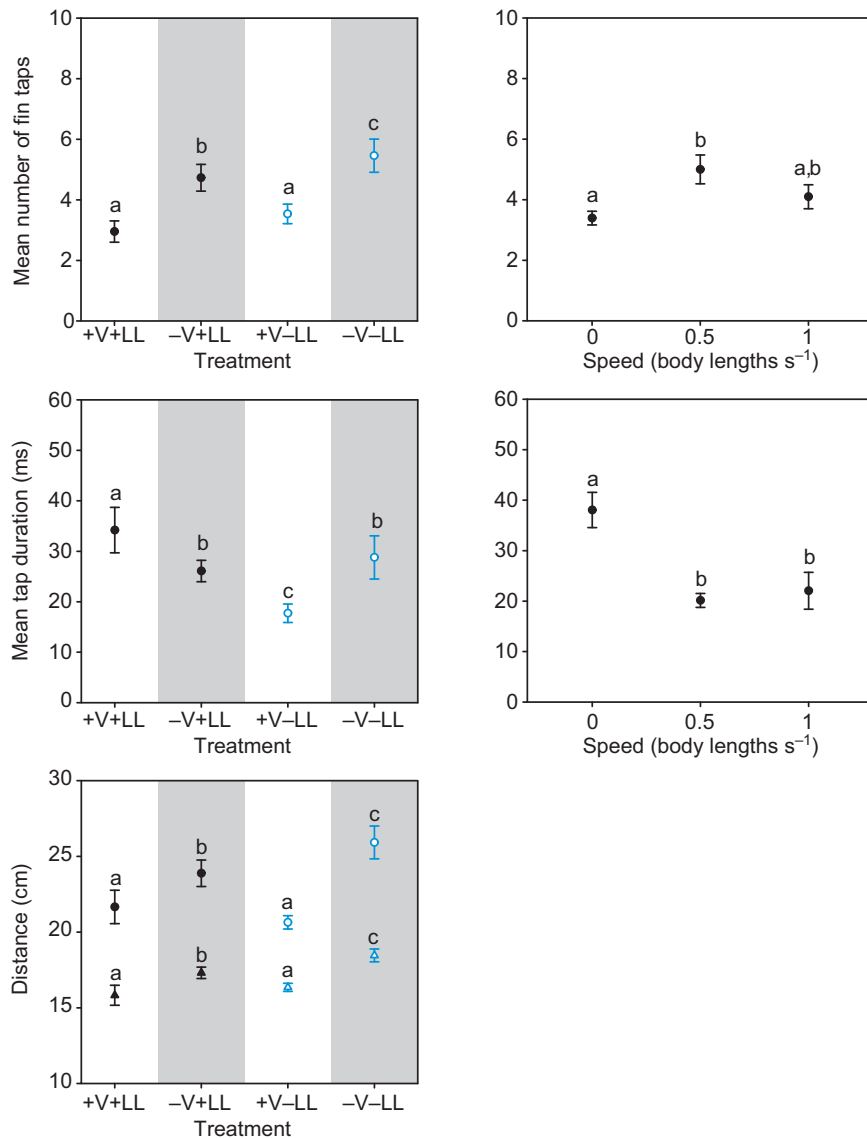 Mean number of fin taps
10
8
6
4
2
0
a
b
a
c
+V+LL –V+LL +V–LL –V–LL
Treatment
10
8
6
4
2
0
a
b
a,b
0 0.5 1
Speed (body lengths s⁻¹)
Mean tap duration (ms)
60
50
40
30
20
10
0
a
b
c
b
+V+LL –V+LL +V–LL –V–LL
Treatment
60
50
40
30
20
10
0
a
b
b
0 0.5 1
Speed (body lengths s⁻¹)
Distance (cm)
30
25
20
15
10
a
b
a
c
a
b
a
c
+V+LL –V+LL +V–LL –V–LL
Treatment